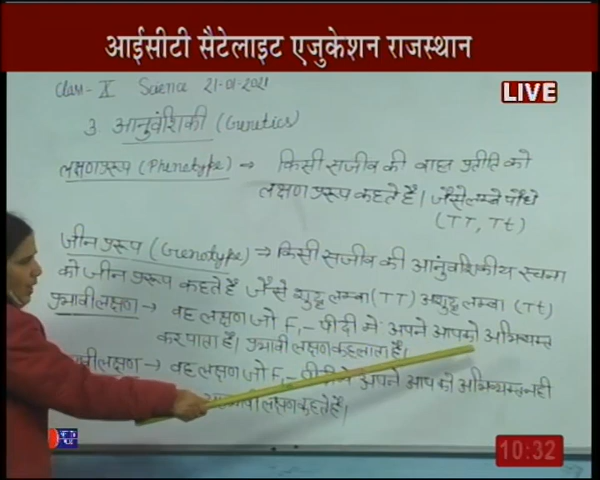 आईसीटी सैटेलाइट एजुकेशन राजस्थान
LIVE
Class- X Science 21-01-2021
3 आनुवंशिकी (Genetics)
लक्षणप्ररूप (Phenotype) → किसी सजीव की बाह्य प्रतीति को
लक्षण प्ररूप कहते है। जैसे लम्बे पौधे
(TT, Tt)
जीन प्ररूप (Genotype) → किसी सजीव की आनुंवशिकीय रचना
को जीन प्ररूप कहते है जैसे शुद्ध लम्बा (TT) अशुद्ध लम्बा (Tt)
प्रभावी लक्षण → वह लक्षण जो F₁- पीढी मे अपने आपको अभिव्यक्त
कर पाता है। प्रभावी लक्षण कहलाता है।
लक्षण → वह लक्षण जो F₁- पीढी मे अपने आप को अभिव्यक्त नही
लक्षण कहते है।
10:32